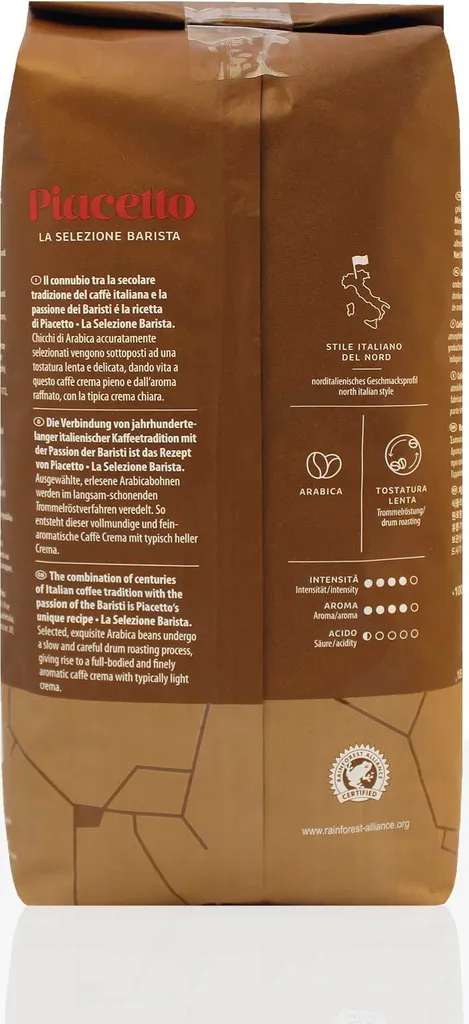 Piacetto
LA SELEZIONE BARISTA
I Il connubio tra la secolare
tradizione del caffè italiana e la
passione dei Baristi é la ricetta
di Piacetto • La Selezione Barista.
Chicchi di Arabica accuratamente
selezionati vengono sottoposti ad una
tostatura lenta e delicata, dando vita a
questo caffè crema pieno e dall'aroma
raffinato, con la tipica crema chiara.
D Die Verbindung von jahrhunderte-
langer italienischer Kaffeetradition mit
der Passion der Baristi ist das Rezept
von Piacetto • La Selezione Barista.
Ausgewählte, erlesene Arabicabohnen
werden im langsam-schonenden
Trommelröstverfahren veredelt. So
entsteht dieser vollmundige und fein-
aromatische Caffè Crema mit typisch heller
Crema.
GB The combination of centuries
of Italian coffee tradition with the
passion of the Baristi is Piacetto's
unique recipe • La Selezione Barista.
Selected, exquisite Arabica beans undergo
a slow and careful drum roasting process,
giving rise to a full-bodied and finely
aromatic caffè crema with typically light
crema.
STILE ITALIANO
DEL NORD
norditalienisches Geschmacksprofil
north italian style
ARABICA
TOSTATURA
LENTA
Trommelröstung/
drum roasting
INTENSITÀ
Intensität/intensity
AROMA
Aroma/aroma
ACIDO
Säure/acidity
RAINFOREST ALLIANCE
CERTIFIED
www.rainforest-alliance.org